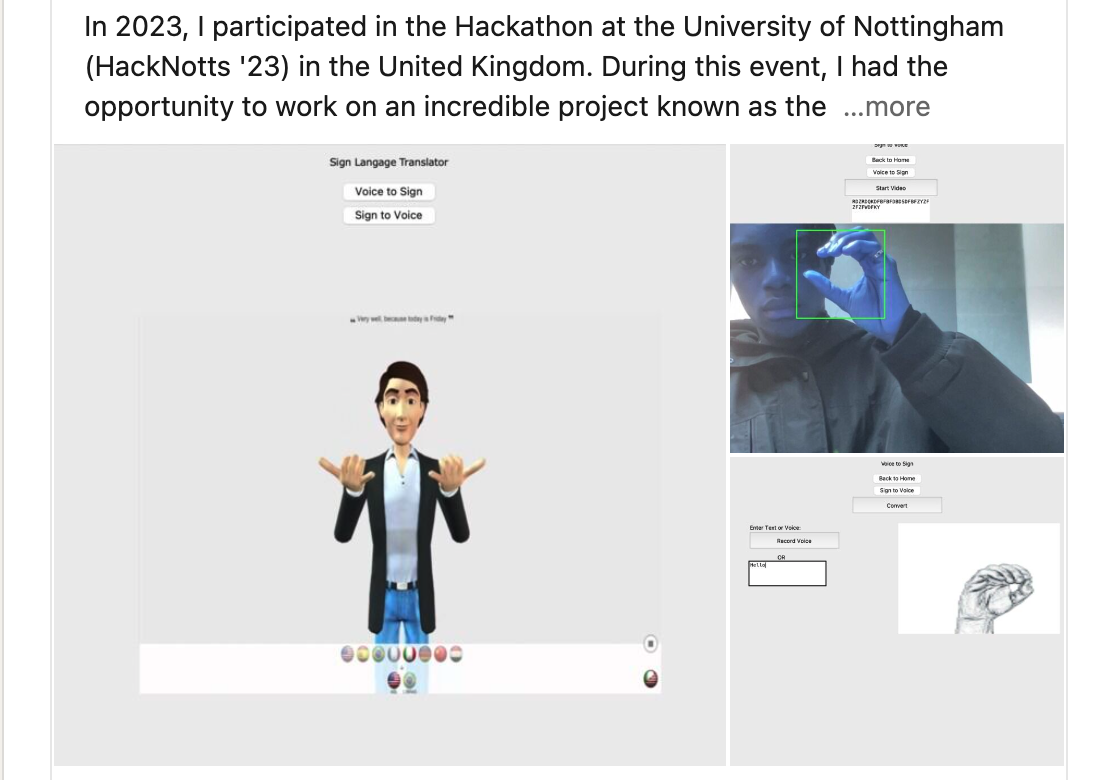 In 2023, I participated in the Hackathon at the University of Nottingham
(HackNotts '23) in the United Kingdom. During this event, I had the
opportunity to work on an incredible project known as the ...more
Sign Langage Translator
Voice to Sign
Sign to Voice
❝ Very well, because today is Friday ❞
Sign to Voice
Back to Home
Voice to Sign
Start Video
Voice to Sign
Back to Home
Sign to Voice
Convert
Enter Text or Voice:
Record Voice
OR
Hello